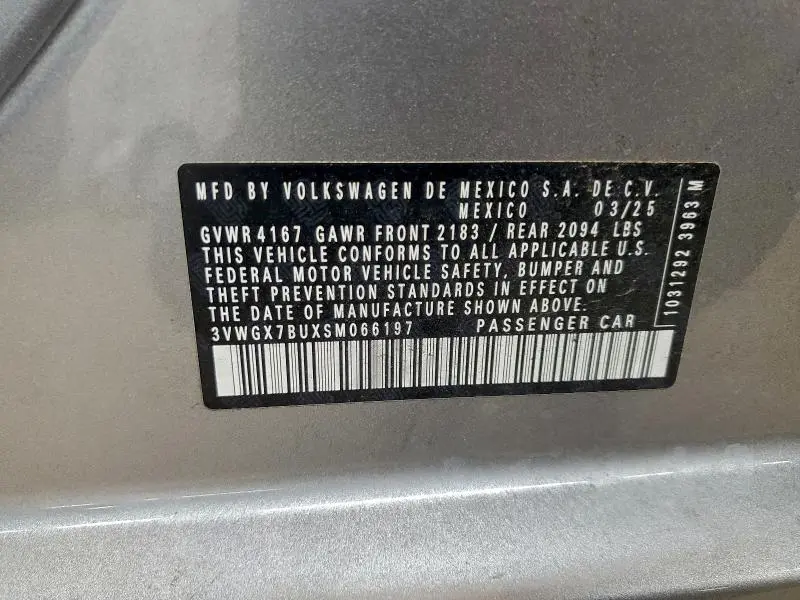 MFD BY VOLKSWAGEN DE MEXICO S.A. DE C.V.
MEXICO 03/25
GVWR 4167 GAWR FRONT 2183 / REAR 2094 LBS
THIS VEHICLE CONFORMS TO ALL APPLICABLE U.S.
FEDERAL MOTOR VEHICLE SAFETY, BUMPER AND
THEFT PREVENTION STANDARDS IN EFFECT ON
THE DATE OF MANUFACTURE SHOWN ABOVE.
3VWGX7BUXSM066197 PASSENGER CAR
1031292 3963 M